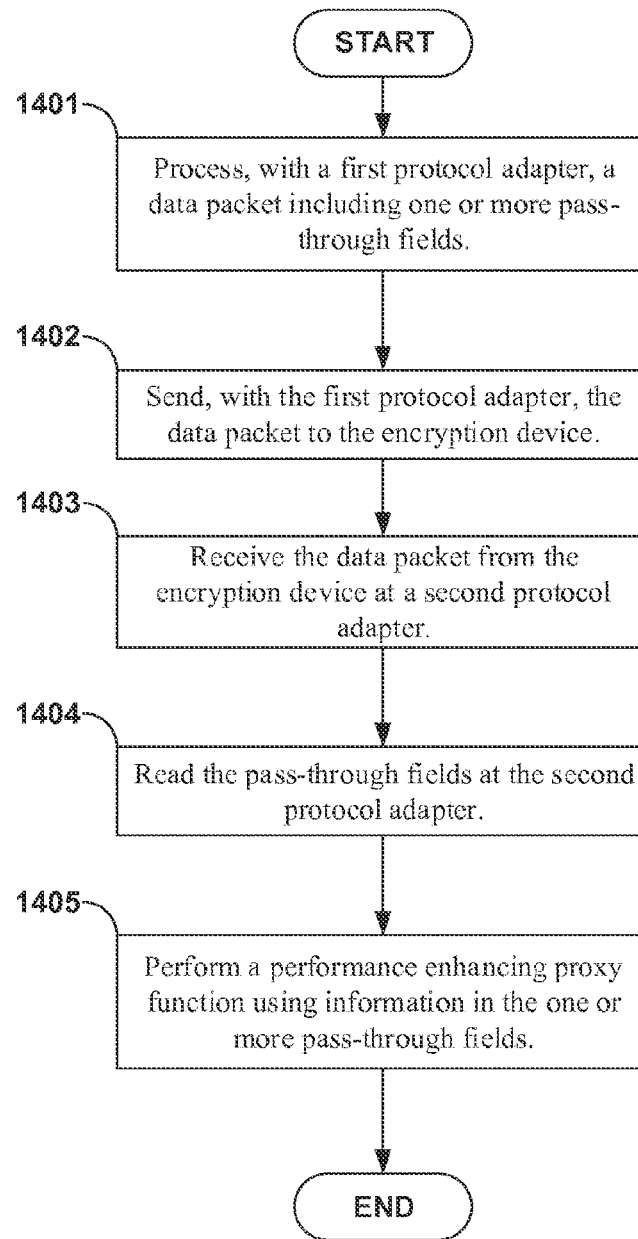 START
1401
Process, with a first protocol adapter, a
data packet including one or more pass-
through fields.
1402
Send, with the first protocol adapter, the
data packet to the encryption device.
1403
Receive the data packet from the
encryption device at a second protocol
adapter.
1404
Read the pass-through fields at the second
protocol adapter.
1405
Perform a performance enhancing proxy
function using information in the one or
more pass-through fields.
END